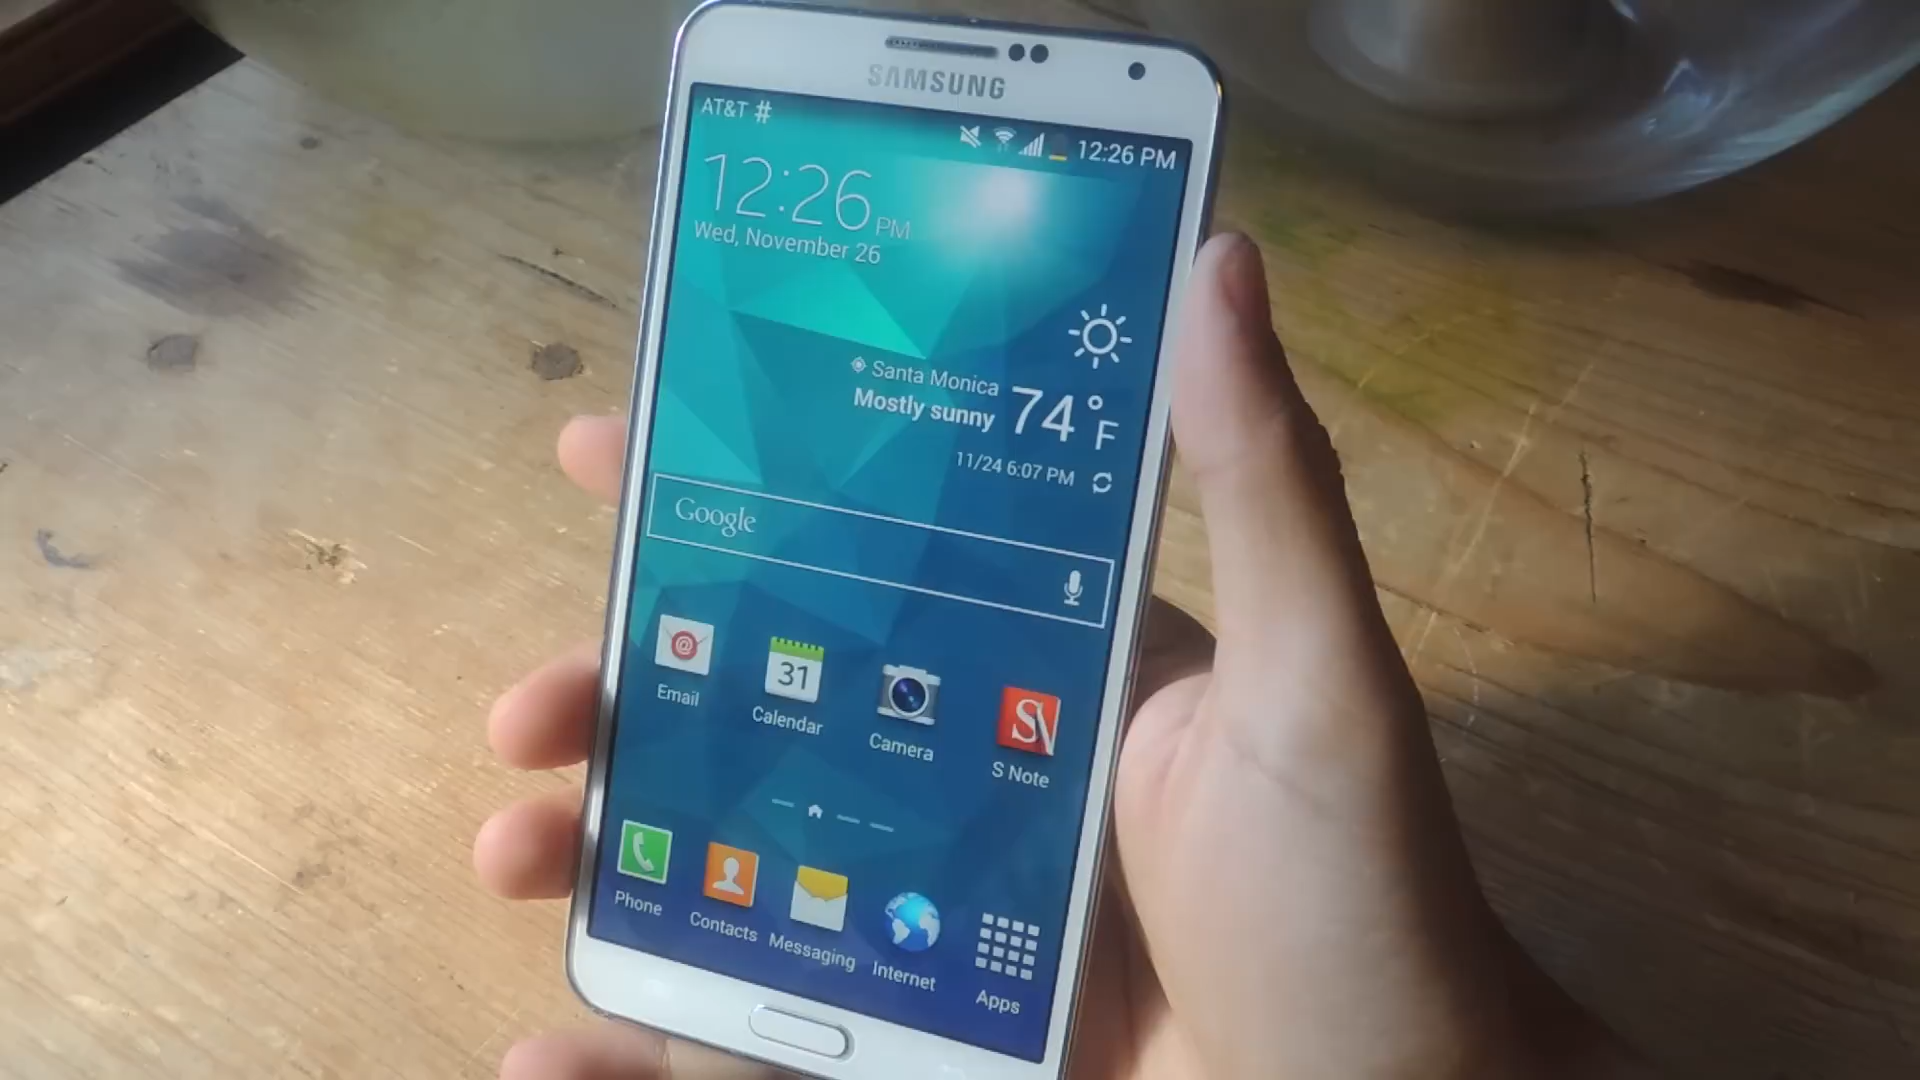 SAMSUNG
AT&T #
12:26 PM
12:26 PM
Wed, November 26
Santa Monica
Mostly sunny
74°F
11/24 6:07 PM
Google
Email
31
Calendar
Camera
S Note
Phone
Contacts
Messaging
Internet
Apps